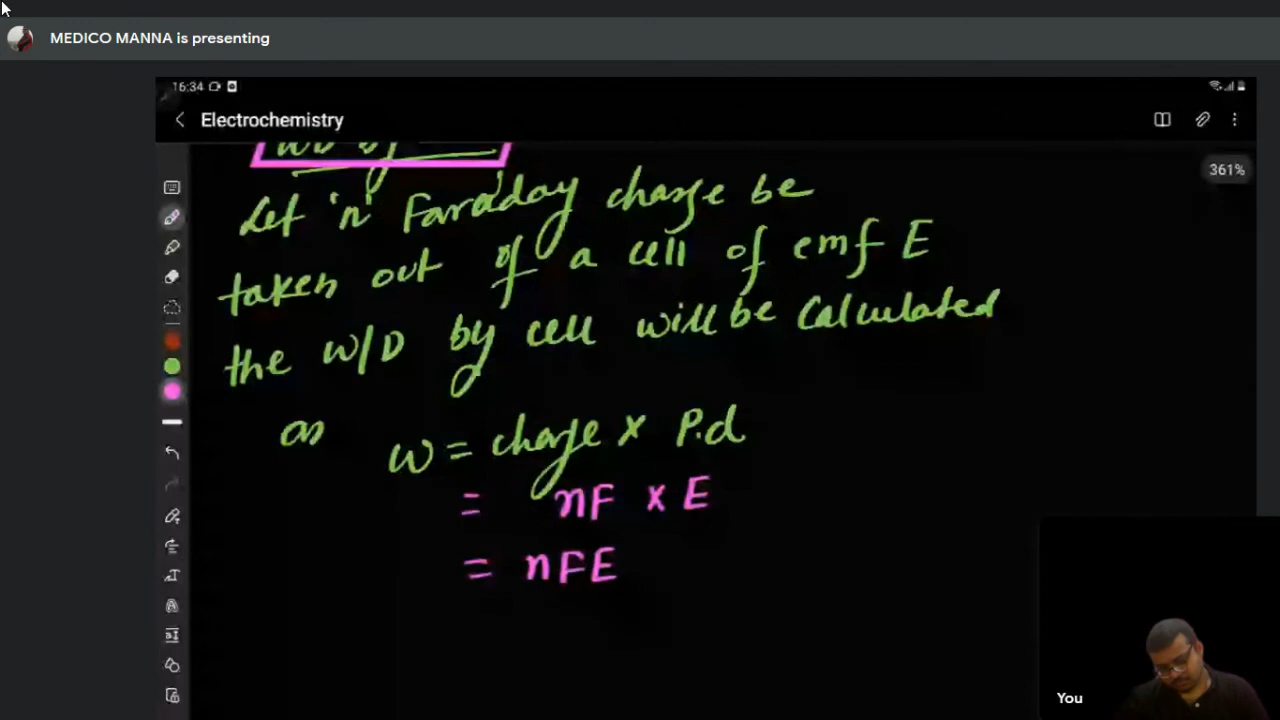 MEDICO MANNA is presenting
16:34
Electrochemistry
361%
Let 'n' Faraday charge be
taken out of a cell of emf E
the W/D by cell will be calculated
as W = charge x P.d
= nF x E
= nFE
You